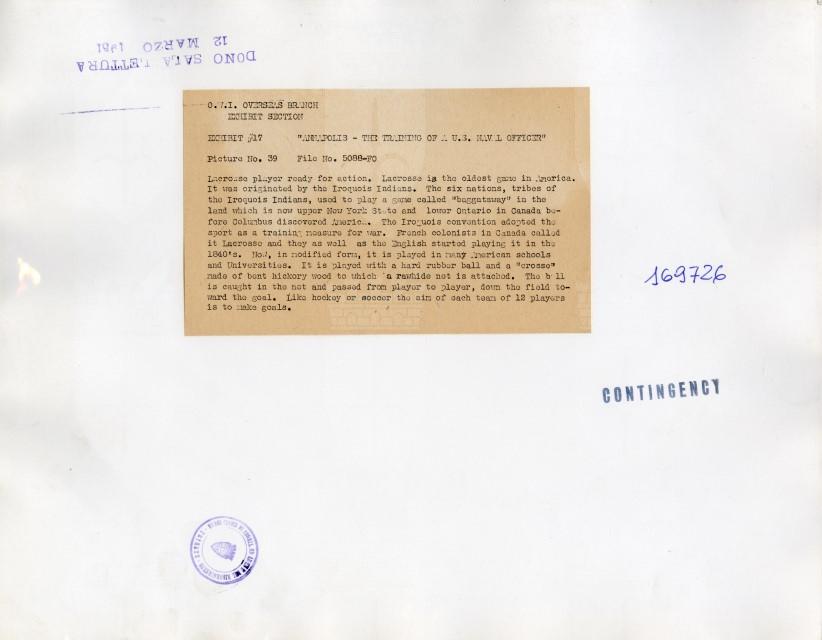 DONO SALA LETTURA
12 MARZO 1981
O.W.I. OVERSEAS BRANCH
EXHIBIT SECTION
EXHIBIT #17 "ANNAPOLIS - THE TRAINING OF A U.S. NAVAL OFFICER"
Picture No. 39 File No. 5088-FO
Lacrosse player ready for action. Lacrosse is the oldest game in America.
It was originated by the Iroquois Indians. The six nations, tribes of
the Iroquois Indians, used to play a game called "baggataway" in the
land which is now upper New York State and lower Ontario in Canada be-
fore Columbus discovered America. The Iroquois convention adopted the
sport as a training measure for war. French colonists in Canada called
it Lacrosse and they as well as the English started playing it in the
1840's. Now, in modified form, it is played in many American schools
and Universities. It is played with a hard rubber ball and a "crosse"
made of bent hickory wood to which a rawhide net is attached. The ball
is caught in the net and passed from player to player, down the field to-
ward the goal. Like hockey or soccer the aim of each team of 12 players
is to make goals.
169726
CONTINGENCY